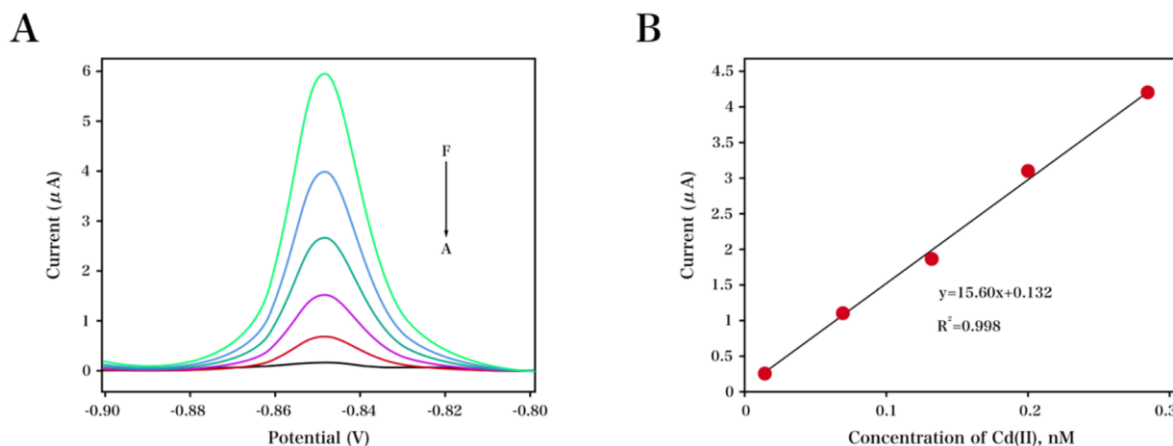 A
B
6
5
4
3
2
1
0
Current (μ A)
F
A
-0.90
-0.88
-0.86
-0.84
-0.82
-0.80
Potential (V)
4.5
4
3.5
3
2.5
2
1.5
1
0.5
0
Current (μ A)
y=15.60x+0.132
R²=0.998
0
0.1
0.2
0.3
Concentration of Cd(II), nM